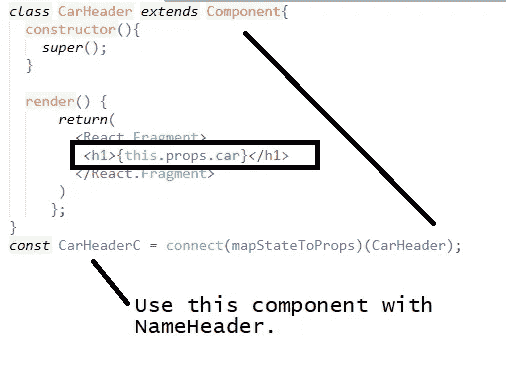 class CarHeader extends Component{
constructor(){
super();
}
render() {
return(
<React.Fragment>
<h1>{this.props.car}</h1>
</React.Fragment>
)
};
}
const CarHeaderC = connect(mapStateToProps)(CarHeader);
Use this component with
NameHeader.